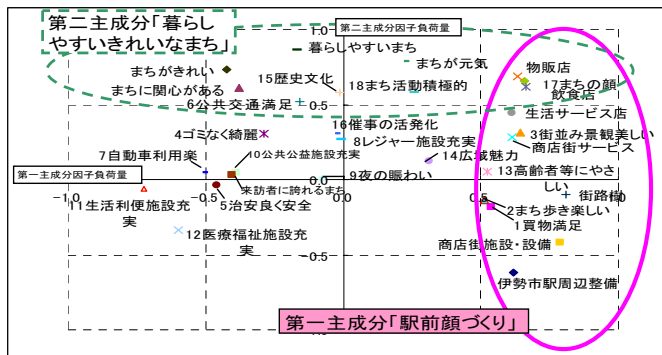 第二主成分「暮らし
やすいきれいなまち」
1.0
第二主成分因子負荷量
暮らしやすいまち
まちが元気
まちがきれい
物販店
15歴史文化
17まちの顔
まちに関心がある
18まち活動積極的
飲食店
6公共交通満足
0.5
生活サービス店
4ゴミなく綺麗
16催事の活発化
3街並み景観美しい
8レジャー施設充実
商店街サービス
10公共公益施設充実
14広域魅力
7自動車利用楽
13高齢者等にやさ
しい
第一主成分因子負荷量
9夜の賑わい
0.0
来訪者に誇れるまち
-1.0
-0.5
0.0
0.5
街路樹
1.0
11生活利便施設充
実
5治安良く安全
2まち歩き楽しい
1買物満足
12医療福祉施設充
実
商店街施設・設備
-0.5
伊勢市駅周辺整備
第一主成分「駅前顔づくり」